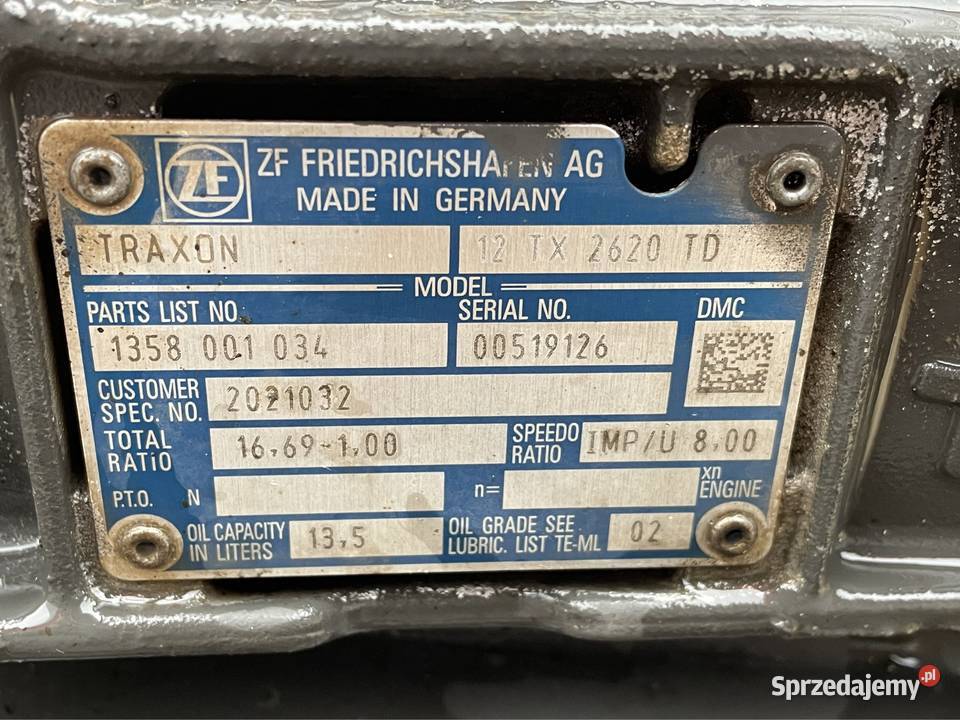 ZF
ZF FRIEDRICHSHAFEN AG
MADE IN GERMANY
TRAXON 12 TX 2620 TD
MODEL
PARTS LIST NO. SERIAL NO. DMC
1358 001 034 00519126
CUSTOMER SPEC. NO. 2021032
TOTAL RATIO 16,69-1,00 SPEEDO RATIO IMP/U 8,00
P.T.O. N n= xn ENGINE
OIL CAPACITY IN LITERS 13,5 OIL GRADE SEE LUBRIC. LIST TE-ML 02
Sprzedajemy.pl